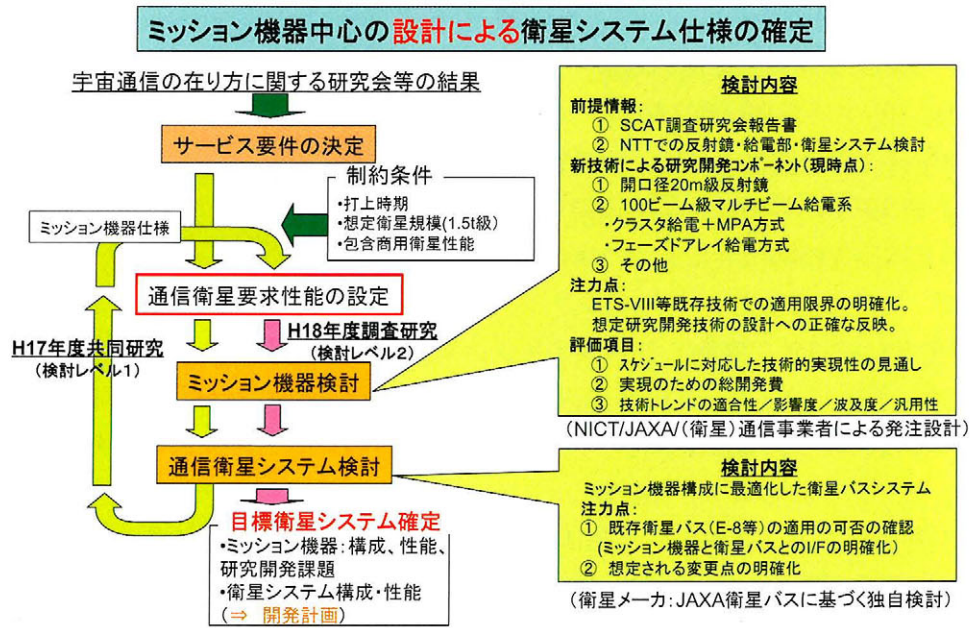 ミッション機器中心の設計による衛星システム仕様の確定
宇宙通信の在り方に関する研究会等の結果
サービス要件の決定
制約条件
・打上時期
・想定衛星規模(1.5t級)
・包含商用衛星性能
ミッション機器仕様
通信衛星要求性能の設定
H17年度共同研究
(検討レベル1)
H18年度調査研究
(検討レベル2)
ミッション機器検討
通信衛星システム検討
目標衛星システム確定
・ミッション機器:構成、性能、
研究開発課題
・衛星システム構成・性能
(⇒ 開発計画)
検討内容
前提情報:
① SCAT調査研究会報告書
② NTTでの反射鏡・給電部・衛星システム検討
新技術による研究開発コンポーネント(現時点):
① 開口径20m級反射鏡
② 100ビーム級マルチビーム給電系
・クラスタ給電+MPA方式
・フェーズドアレイ給電方式
③ その他
注力点:
ETS-VIII等既存技術での適用限界の明確化。
想定研究開発技術の設計への正確な反映。
評価項目:
① スケジュールに対応した技術的実現性の見通し
② 実現のための総開発費
③ 技術トレンドの適合性/影響度/波及度/汎用性
(NICT/JAXA/(衛星)通信事業者による発注設計)
検討内容
ミッション機器構成に最適化した衛星バスシステム
注力点:
① 既存衛星バス(E-8等)の適用の可否の確認
(ミッション機器と衛星バスとのI/Fの明確化)
② 想定される変更点の明確化
(衛星メーカ:JAXA衛星バスに基づく独自検討)